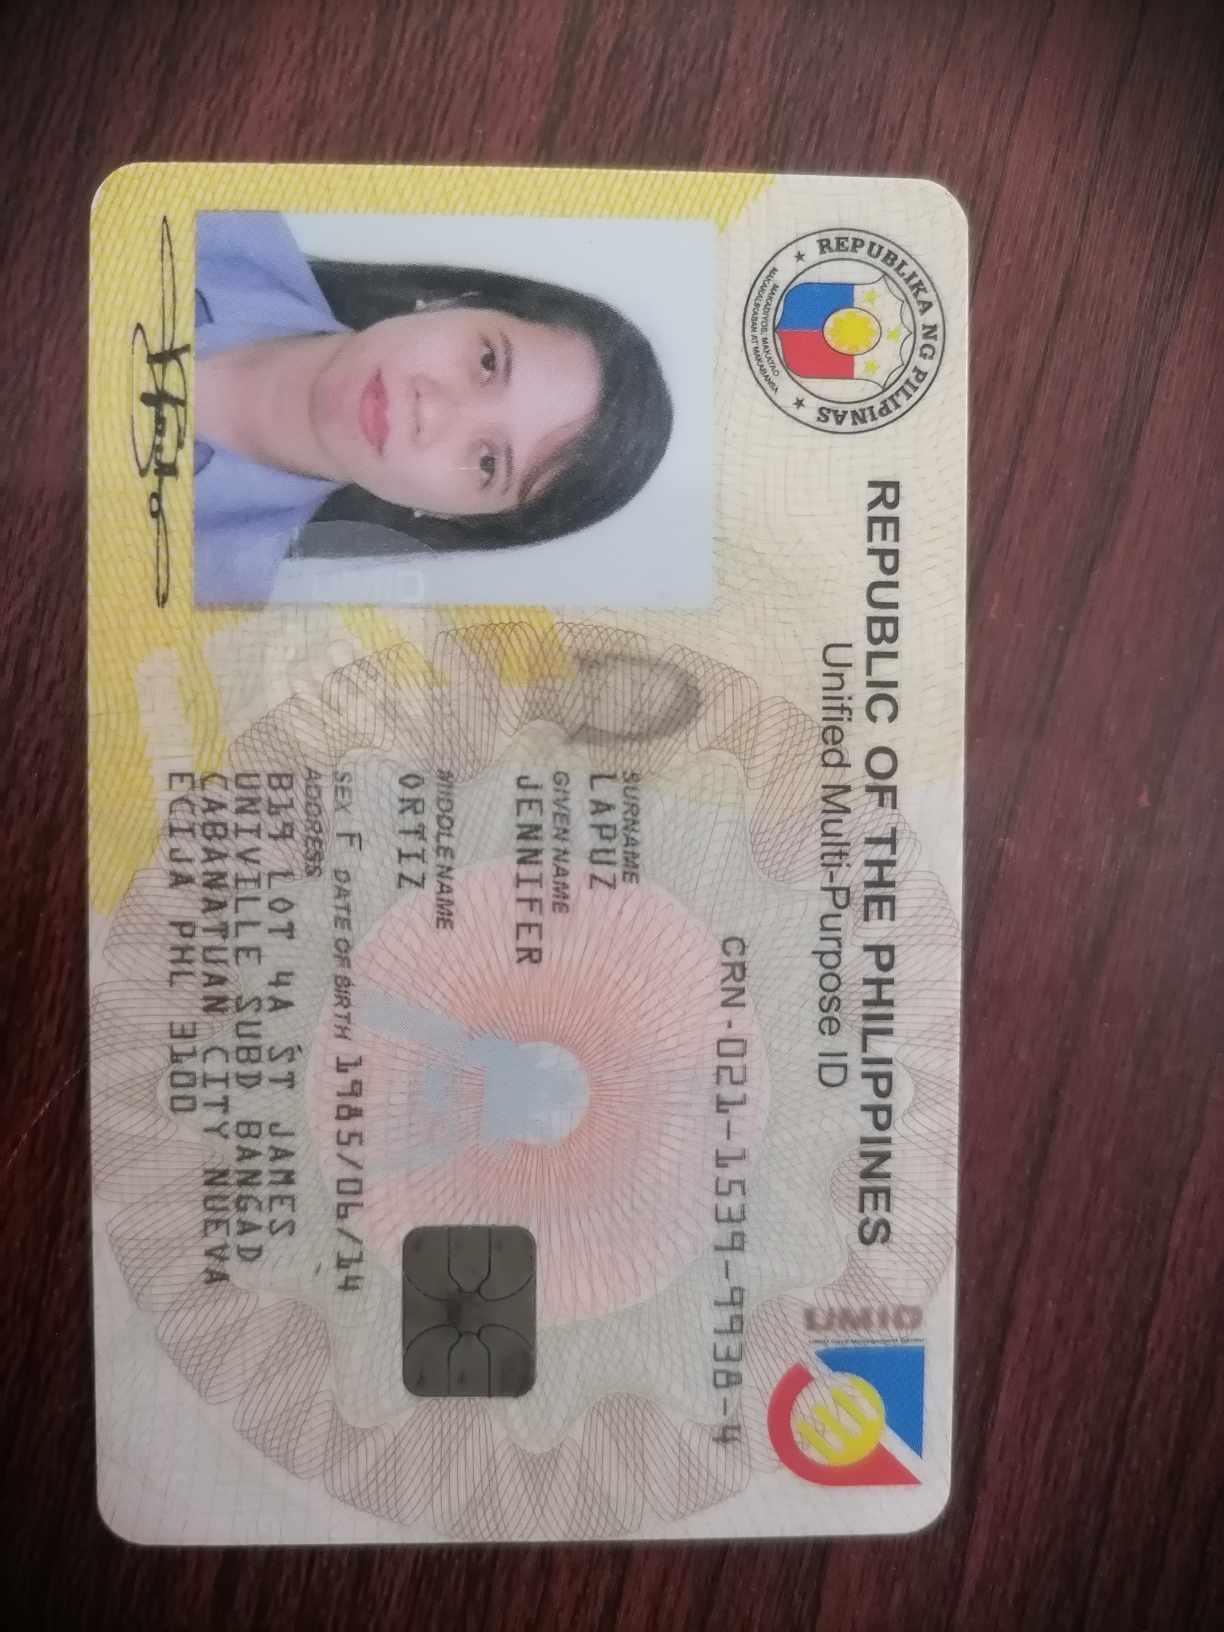 REPUBLIKA NG PILIPINAS
MAKADIYOS, MAKATAO
MAKAKALIKASAN AT MAKABANSA
REPUBLIC OF THE PHILIPPINES
Unified Multi-Purpose ID
UMID
CRN - 021-1539-9938-4
SURNAME
LAPUZ
GIVEN NAME
JENNIFER
MIDDLE NAME
ORTIZ
SEX F DATE OF BIRTH 1985/06/14
ADDRESS
B19 LOT 4A ST JAMES
UNIVILLE SUBD BANGAD
CABANATUAN CITY NUEVA
ECIJA PHL 3100